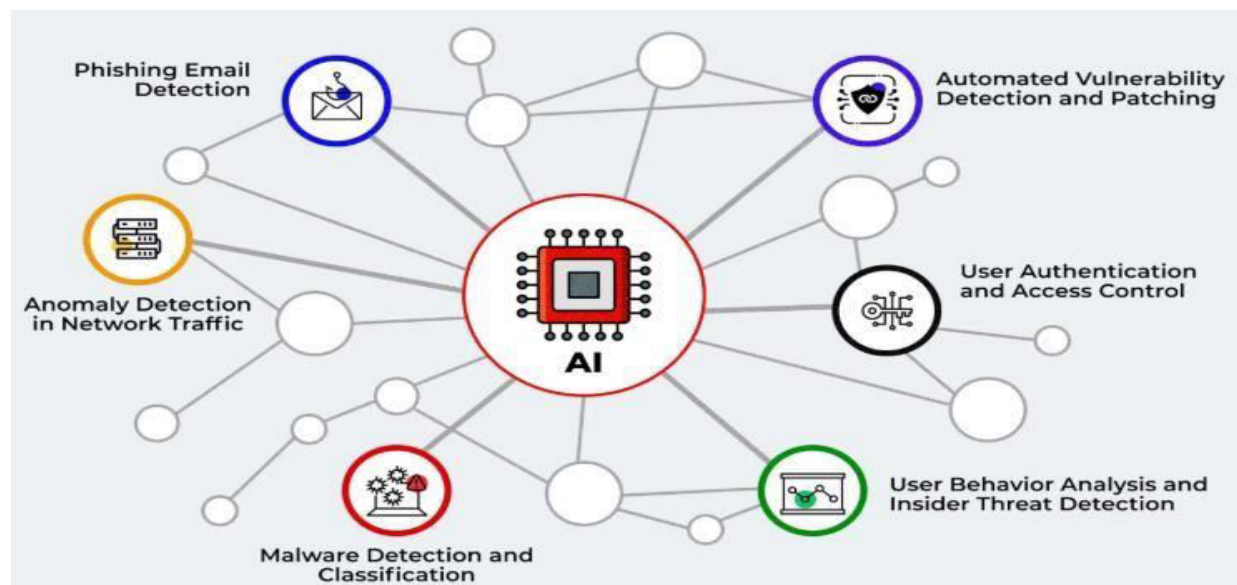 Phishing Email
Detection
Automated Vulnerability
Detection and Patching
Anomaly Detection
in Network Traffic
AI
User Authentication
and Access Control
Malware Detection and
Classification
User Behavior Analysis and
Insider Threat Detection